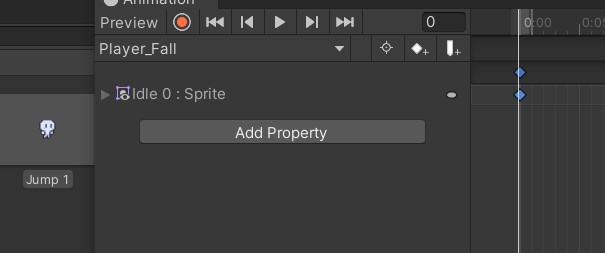 Animation
Preview 0 0:00 0:05
Player_Fall
Idle 0 : Sprite
Add Property
Jump 1